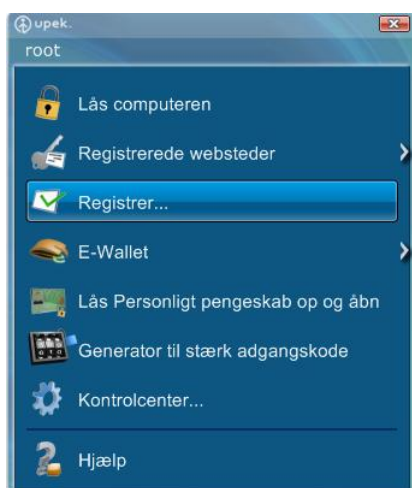 upek.
root
Lås computeren
Registrerede websteder
Registrer...
E-Wallet
Lås Personligt pengeskab op og åbn
Generator til stærk adgangskode
Kontrolcenter...
Hjælp